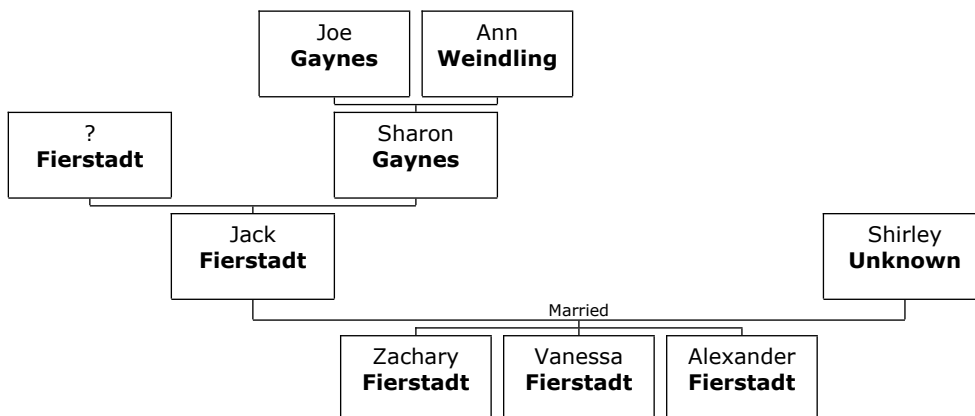 Joe
Gaynes
Ann
Weindling
?
Fierstadt
Sharon
Gaynes
Jack
Fierstadt
Shirley
Unknown
Married
Zachary
Fierstadt
Vanessa
Fierstadt
Alexander
Fierstadt